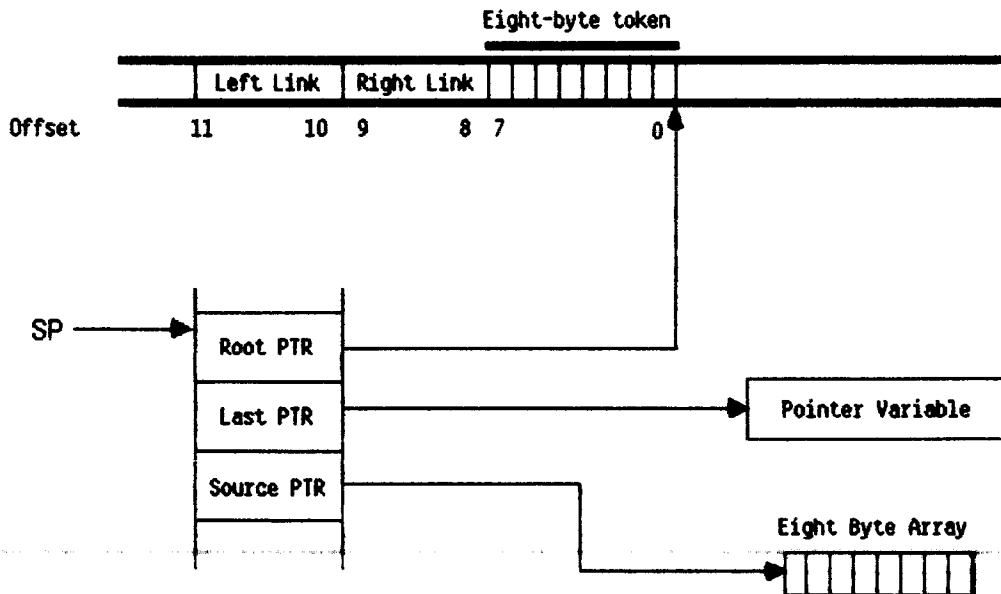 Eight-byte token
Left Link Right Link
Offset 11 10 9 8 7 0
SP
Root PTR
Last PTR Pointer Variable
Source PTR
Eight Byte Array